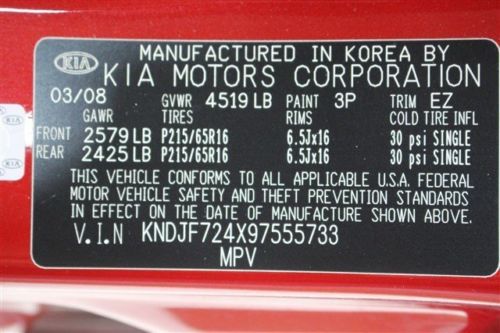 MANUFACTURED IN KOREA BY
KIA KIA MOTORS CORPORATION
03/08 GVWR 4519 LB PAINT 3P TRIM EZ
GAWR TIRES RIMS COLD TIRE INFL
FRONT 2579 LB P215/65R16 6.5Jx16 30 psi SINGLE
REAR 2425 LB P215/65R16 6.5Jx16 30 psi SINGLE
THIS VEHICLE CONFORMS TO ALL APPLICABLE U.S.A. FEDERAL
MOTOR VEHICLE SAFETY AND THEFT PREVENTION STANDARDS
IN EFFECT ON THE DATE OF MANUFACTURE SHOWN ABOVE.
V.I.N KNDJF724X97555733
MPV
KIA